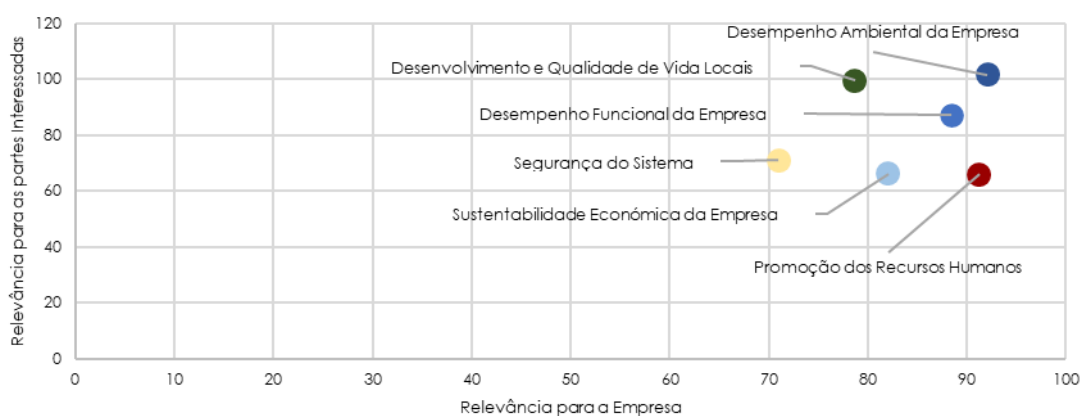 120
Desempenho Ambiental da Empresa
100
Desenvolvimento e Qualidade de Vida Locais
80
Desempenho Funcional da Empresa
Segurança do Sistema
60
Sustentabilidade Económica da Empresa
40
Promoção dos Recursos Humanos
20
0
Relevância para as partes Interessadas
0 10 20 30 40 50 60 70 80 90 100
Relevância para a Empresa